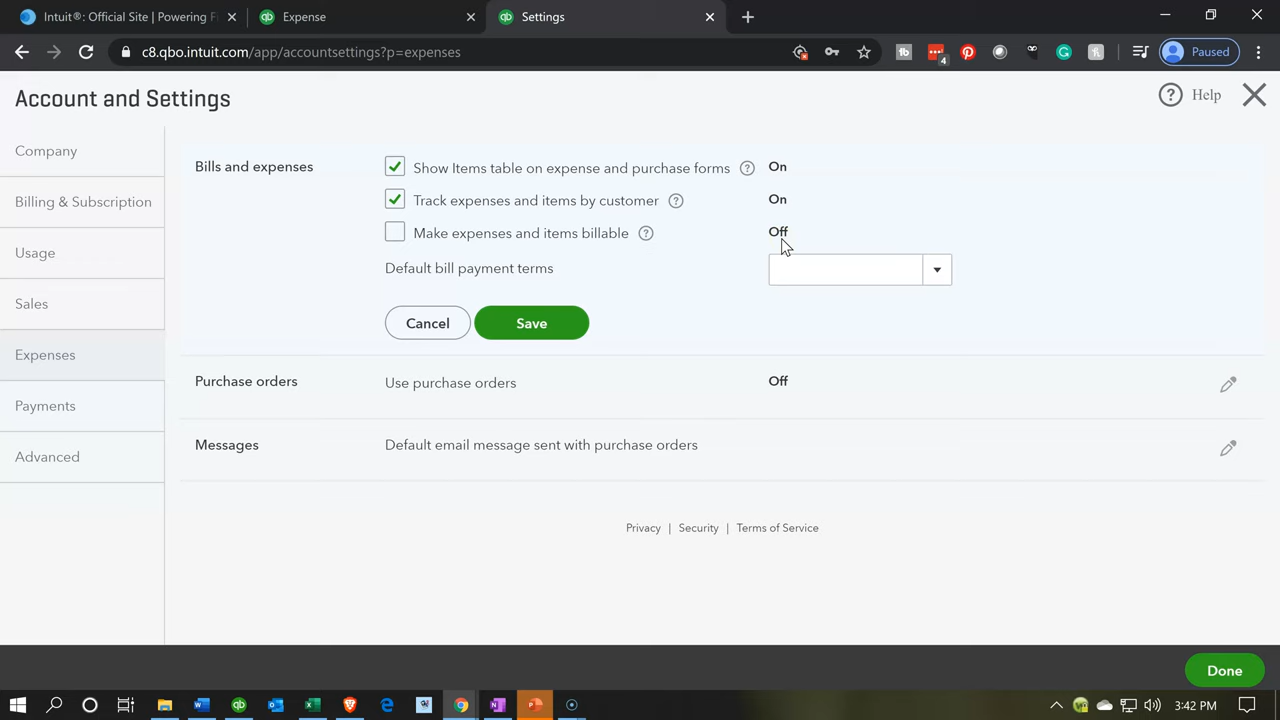 Intuit®: Official Site | Powering Fi
Expense
Settings
c8.qbo.intuit.com/app/accountsettings?p=expenses
4
Paused
Account and Settings
Help
Company
Billing & Subscription
Usage
Sales
Expenses
Payments
Advanced
Bills and expenses
Show Items table on expense and purchase forms On
Track expenses and items by customer On
Make expenses and items billable Off
Default bill payment terms
Cancel Save
Purchase orders Use purchase orders Off
Messages Default email message sent with purchase orders
Privacy | Security | Terms of Service
Done
3:42 PM